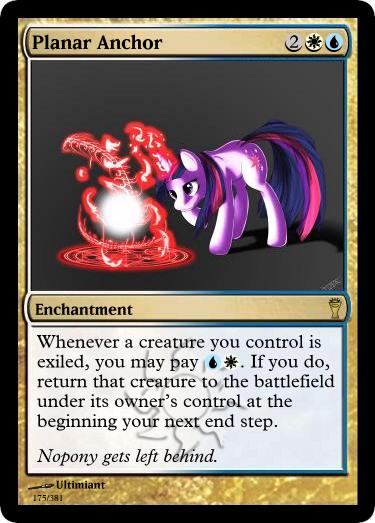 Planar Anchor 2
Enchantment
Whenever a creature you control is
exiled, you may pay . If you do,
return that creature to the battlefield
under its owner's control at the
beginning your next end step.
Nopony gets left behind.
Ultimiant
175/381